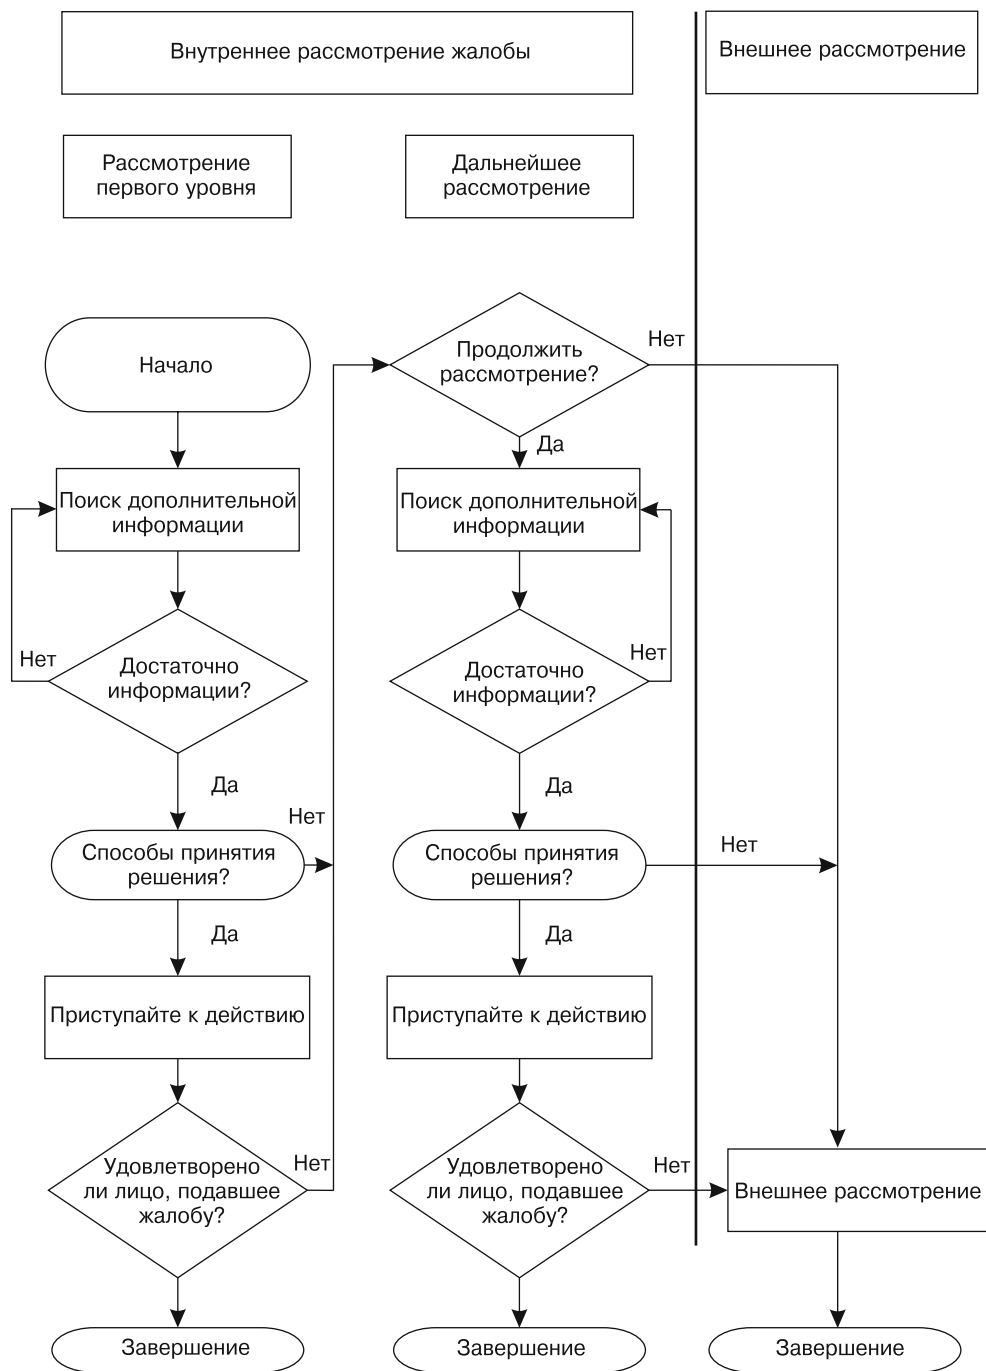 Внутреннее рассмотрение жалобы
Внешнее рассмотрение
Рассмотрение
первого уровня
Дальнейшее
рассмотрение
Начало
Продолжить
рассмотрение?
Нет
Да
Поиск дополнительной
информации
Поиск дополнительной
информации
Нет
Достаточно
информации?
Достаточно
информации?
Нет
Да
Да
Нет
Способы принятия
решения?
Способы принятия
решения?
Нет
Да
Да
Приступайте к действию
Приступайте к действию
Удовлетворено
ли лицо, подавшее
жалобу?
Нет
Удовлетворено
ли лицо, подавшее
жалобу?
Нет
Внешнее рассмотрение
Завершение
Завершение
Завершение